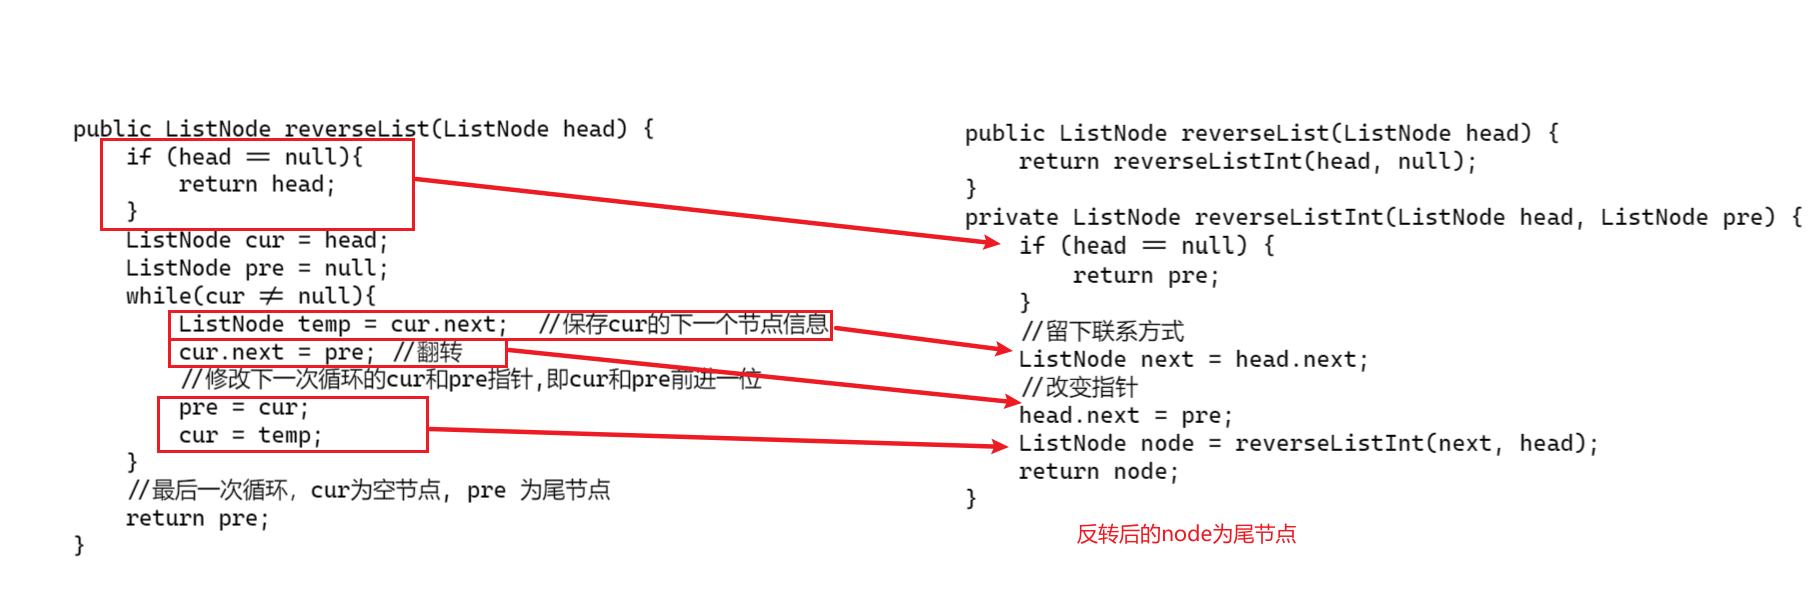 public ListNode reverseList(ListNode head) {
    if (head == null){
        return head;
    }
    ListNode cur = head;
    ListNode pre = null;
    while(cur ≠ null){
        ListNode temp = cur.next;  //保存cur的下一个节点信息
        cur.next = pre; //翻转
        //修改下一次循环的cur和pre指针,即cur和pre前进一位
        pre = cur;
        cur = temp;
    }
    //最后一次循环，cur为空节点, pre 为尾节点
    return pre;
}
public ListNode reverseList(ListNode head) {
    return reverseListInt(head, null);
}
private ListNode reverseListInt(ListNode head, ListNode pre) {
    if (head == null) {
        return pre;
    }
    //留下联系方式
    ListNode next = head.next;
    //改变指针
    head.next = pre;
    ListNode node = reverseListInt(next, head);
    return node;
}
反转后的node为尾节点